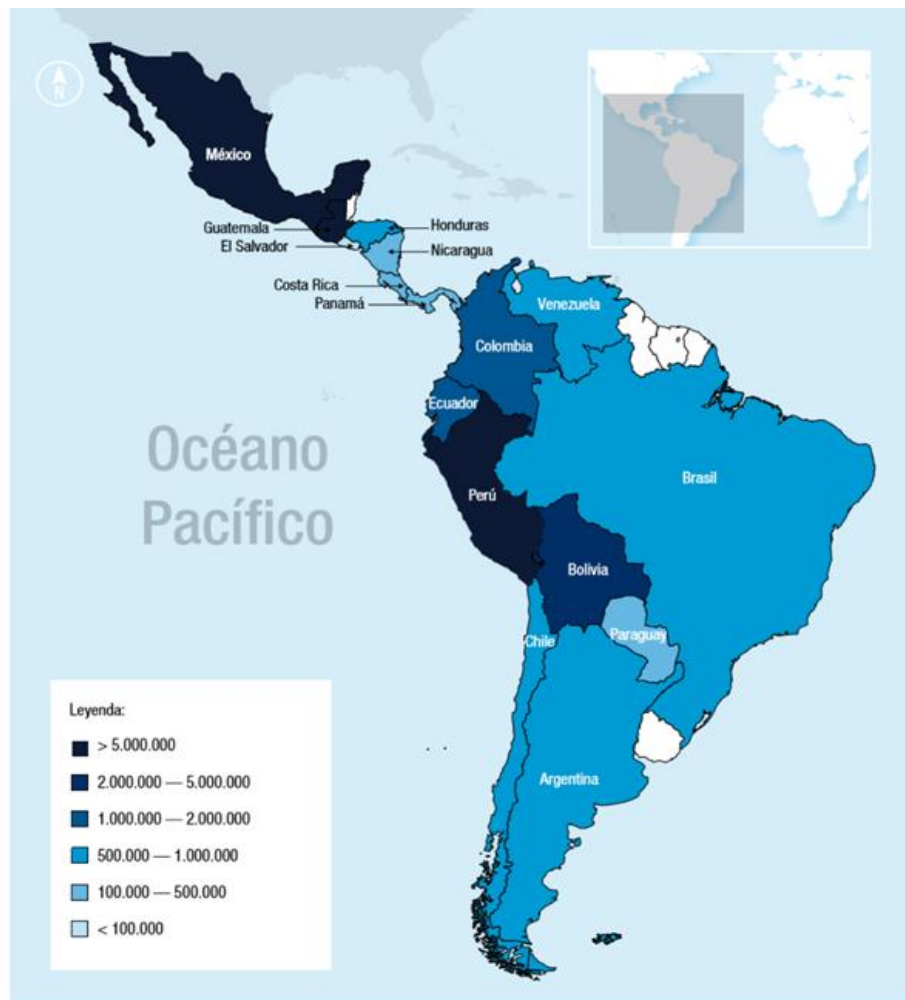 N
México
Guatemala
Honduras
El Salvador
Nicaragua
Costa Rica
Panamá
Venezuela
Colombia
Ecuador
Océano
Pacífico
Perú
Brasil
Bolivia
Paraguay
Chile
Argentina
Leyenda:
> 5.000.000
2.000.000 — 5.000.000
1.000.000 — 2.000.000
500.000 — 1.000.000
100.000 — 500.000
< 100.000